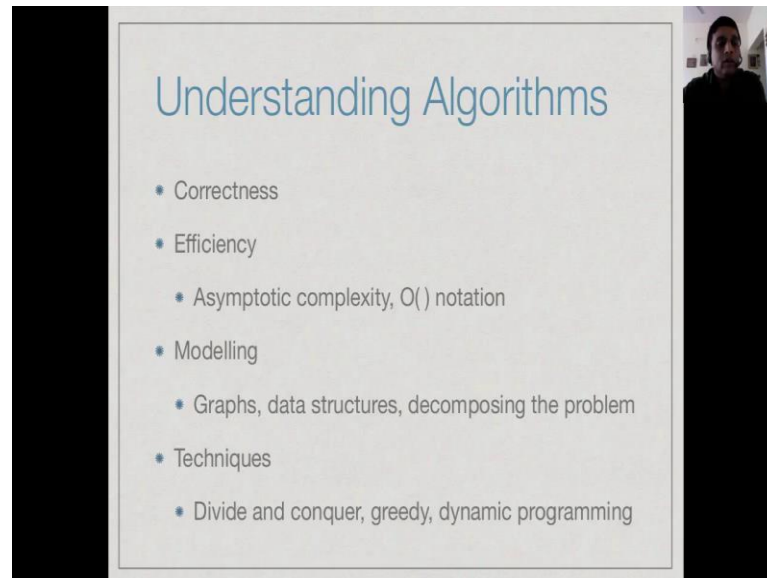 Understanding Algorithms
Correctness
Efficiency
Asymptotic complexity, O( ) notation
Modelling
Graphs, data structures, decomposing the problem
Techniques
Divide and conquer, greedy, dynamic programming